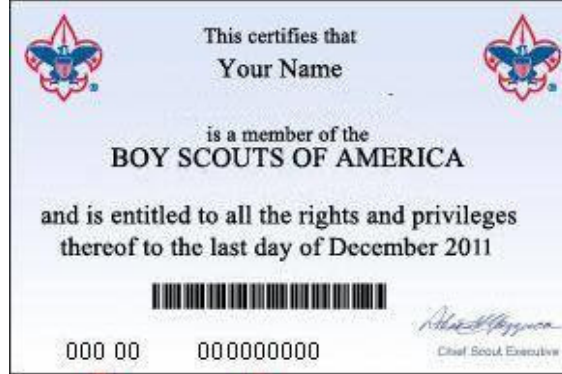 This certifies that
Your Name
is a member of the
BOY SCOUTS OF AMERICA
and is entitled to all the rights and privileges
thereof to the last day of December 2011
000 00 000000000
Chief Scout Executive